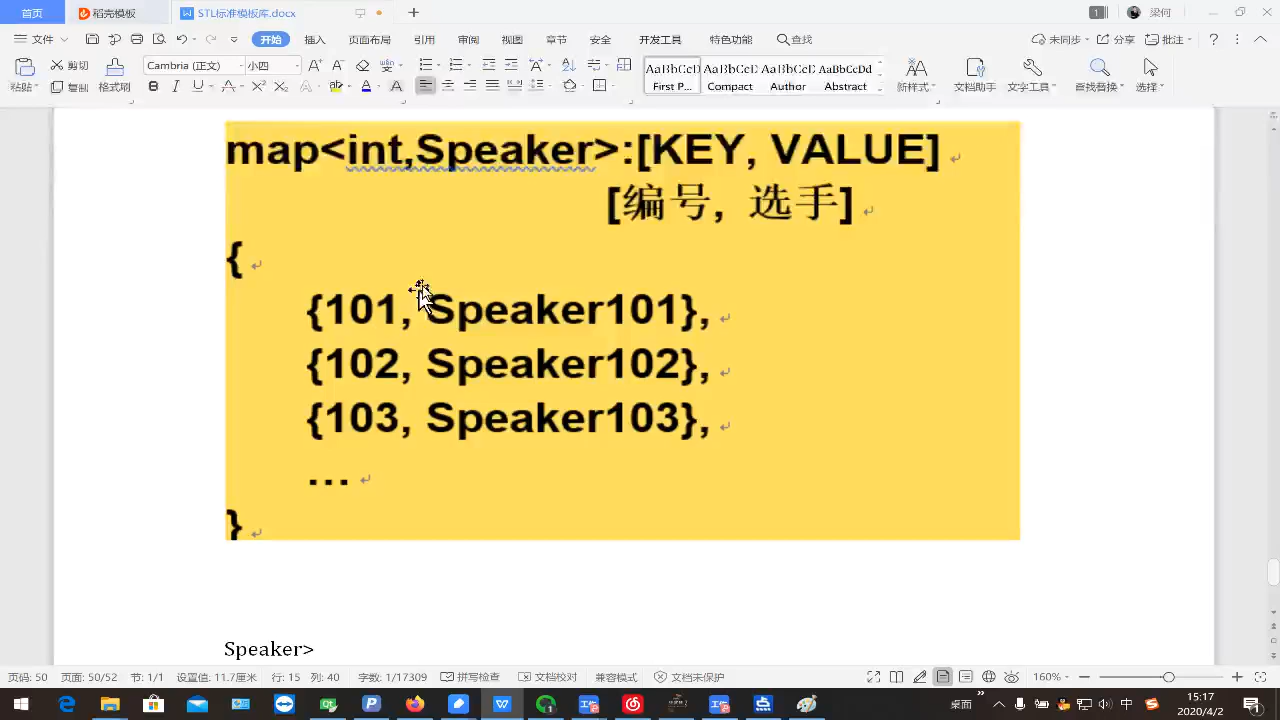 首页 稻壳模板 STL标准模板库.docx 1 梁何
文件 开始 插入 页面布局 引用 审阅 视图 章节 安全 开发工具 特色功能 查找 未同步 分享 批注
粘贴 剪切 复制 格式刷 Cambria (正文) 小四
AaBbCcI AaBbCcI AaBbCcI AaBbCcDd
First P... Compact Author Abstract 新样式 文档助手 文字工具 查找替换 选择
map<int,Speaker>:[KEY, VALUE]
[编号, 选手]
{
{101, Speaker101},
{102, Speaker102},
{103, Speaker103},
...
}
Speaker>
页码: 50 页面: 50/52 节: 1/1 设置值: 11.7厘米 行: 15 列: 40 字数: 1/17309 拼写检查 文档校对 兼容模式 文档未保护 160%
桌面 中 15:17
2020/4/2